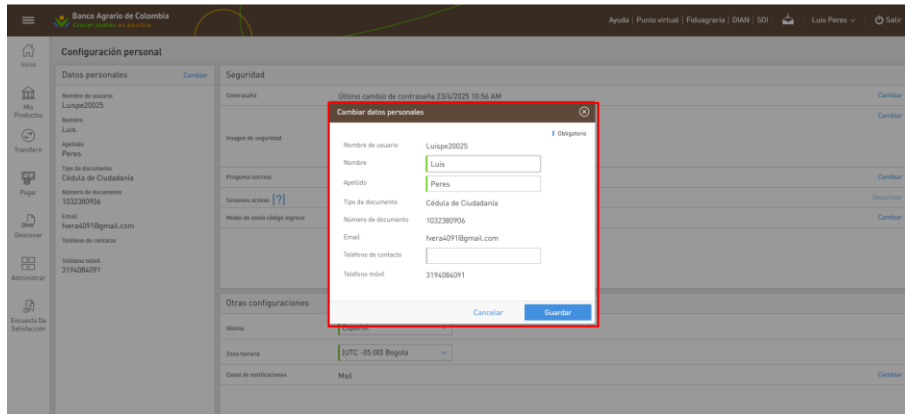 Banco Agrario de Colombia
Crecer juntos es posible
Ayuda | Punto virtual | Fiduagraria | DIAN | SOI | Luis Peres Salir
Inicio
Mis Productos
Transferir
Pagar
Gestionar
Administrar
Encuesta De Satisfacción
Configuración personal
Datos personales Cambiar
Nombre de usuario
Luispe20025
Nombre
Luis
Apellido
Peres
Tipo de documento
Cédula de Ciudadanía
Número de documento
1032380906
Email
fvera4091@gmail.com
Teléfono de contacto
Teléfono móvil
3194084091
Seguridad
Contraseña Último cambio de contraseña 23/4/2025 10:56 AM Cambiar
Imagen de seguridad Cambiar
Pregunta secreta Cambiar
Sesiones activas [?] Desactivar
Medio de envío código ingreso Cambiar
Cambiar datos personales
Obligatorio
Nombre de usuario Luispe20025
Nombre Luis
Apellido Peres
Tipo de documento Cédula de Ciudadanía
Número de documento 1032380906
Email fvera4091@gmail.com
Teléfono de contacto
Teléfono móvil 3194084091
Cancelar Guardar
Otras configuraciones
Idioma Español
Zona horaria (UTC -05:00) Bogota
Canal de notificaciones Mail Cambiar